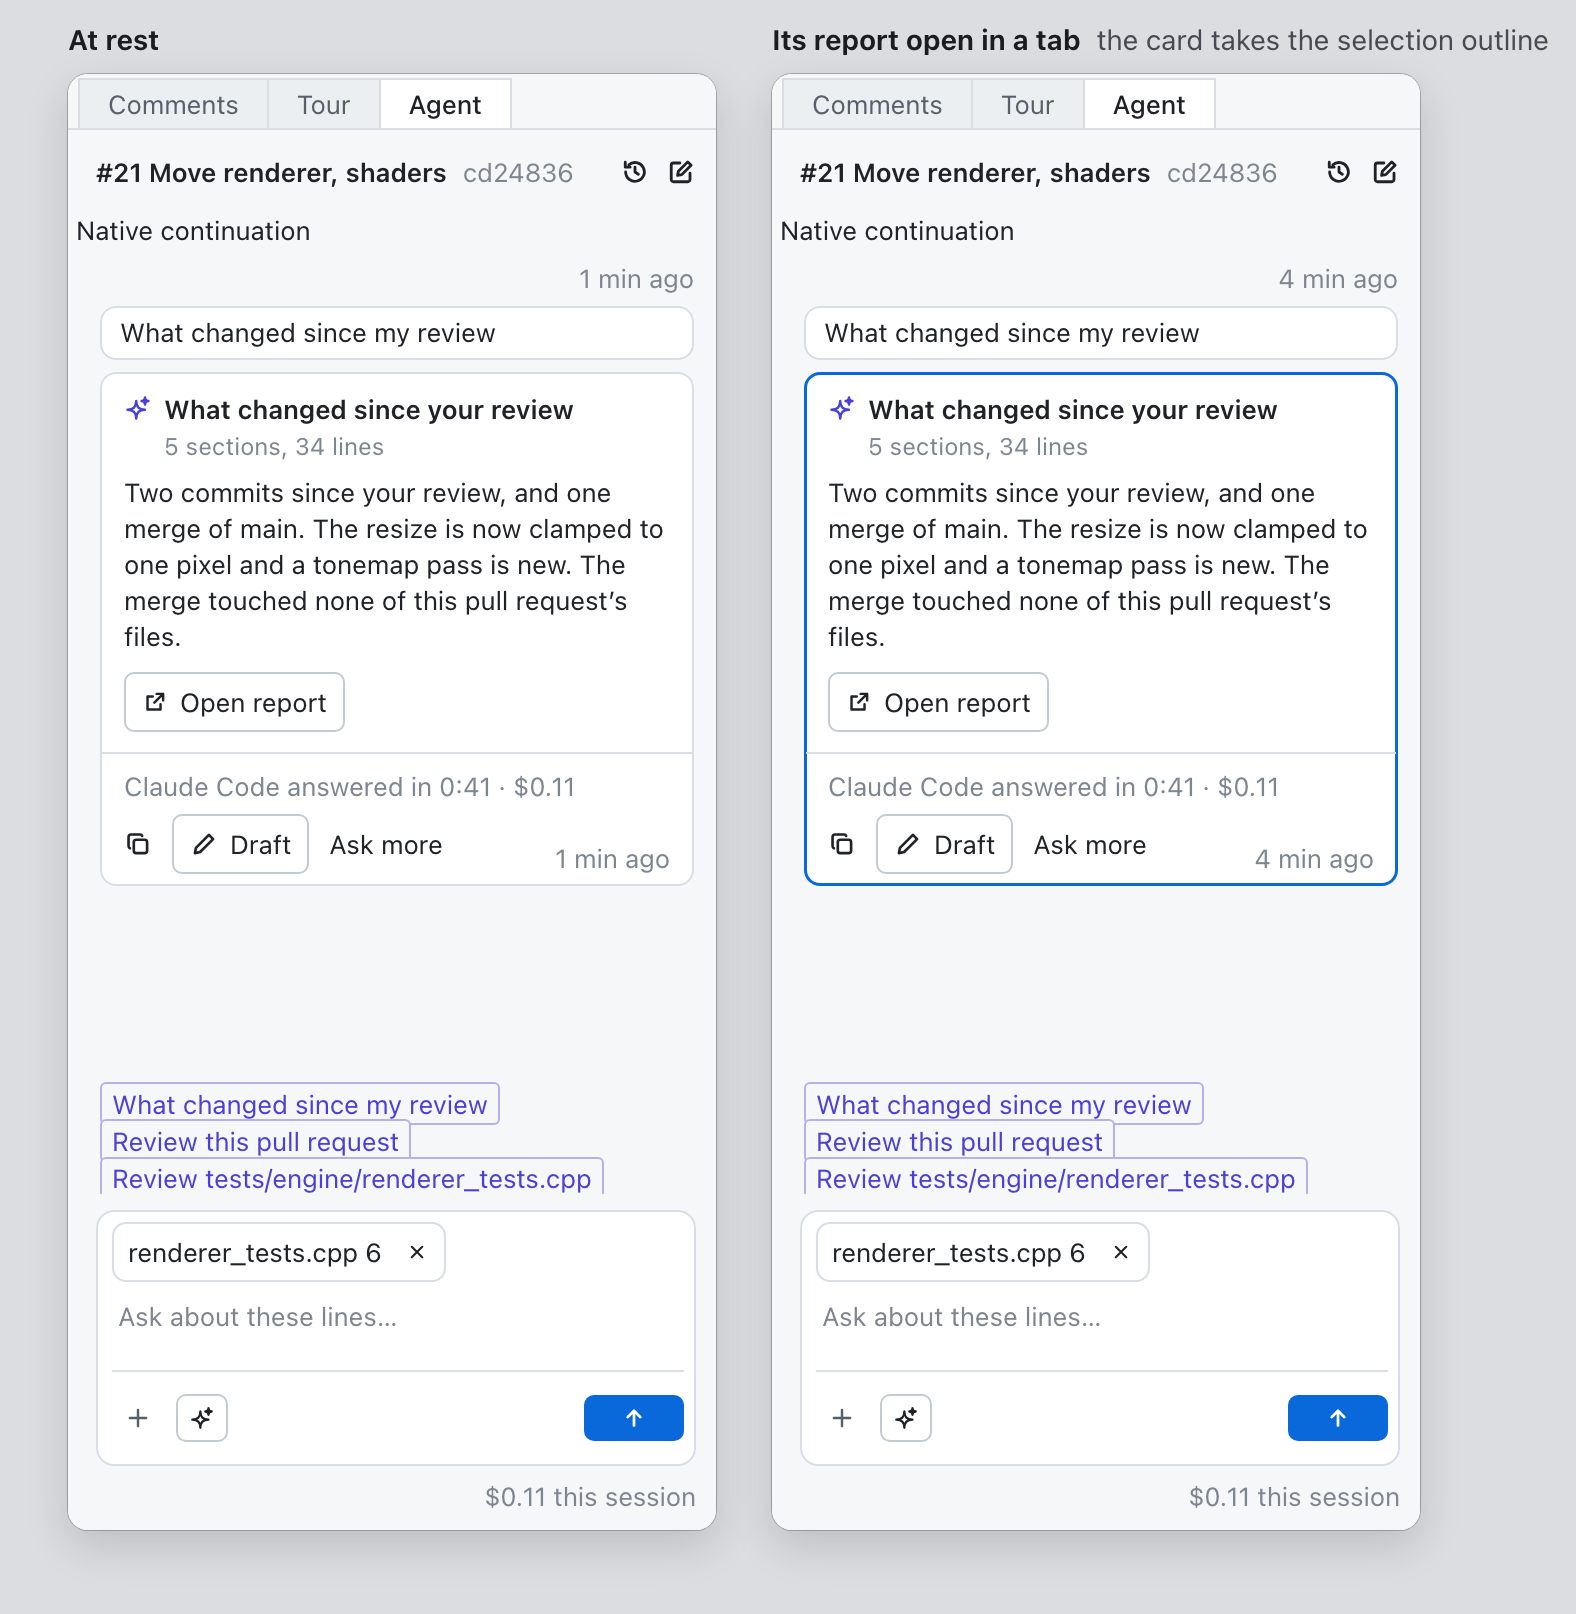 At rest
Comments Tour Agent
#21 Move renderer, shaders cd24836
Native continuation
1 min ago
What changed since my review
What changed since your review
5 sections, 34 lines
Two commits since your review, and one
merge of main. The resize is now clamped to
one pixel and a tonemap pass is new. The
merge touched none of this pull request’s
files.
Open report
Claude Code answered in 0:41 · $0.11
Draft Ask more 1 min ago
What changed since my review
Review this pull request
Review tests/engine/renderer_tests.cpp
renderer_tests.cpp 6 ×
Ask about these lines…
$0.11 this session
Its report open in a tab the card takes the selection outline
Comments Tour Agent
#21 Move renderer, shaders cd24836
Native continuation
4 min ago
What changed since my review
What changed since your review
5 sections, 34 lines
Two commits since your review, and one
merge of main. The resize is now clamped to
one pixel and a tonemap pass is new. The
merge touched none of this pull request’s
files.
Open report
Claude Code answered in 0:41 · $0.11
Draft Ask more 4 min ago
What changed since my review
Review this pull request
Review tests/engine/renderer_tests.cpp
renderer_tests.cpp 6 ×
Ask about these lines…
$0.11 this session